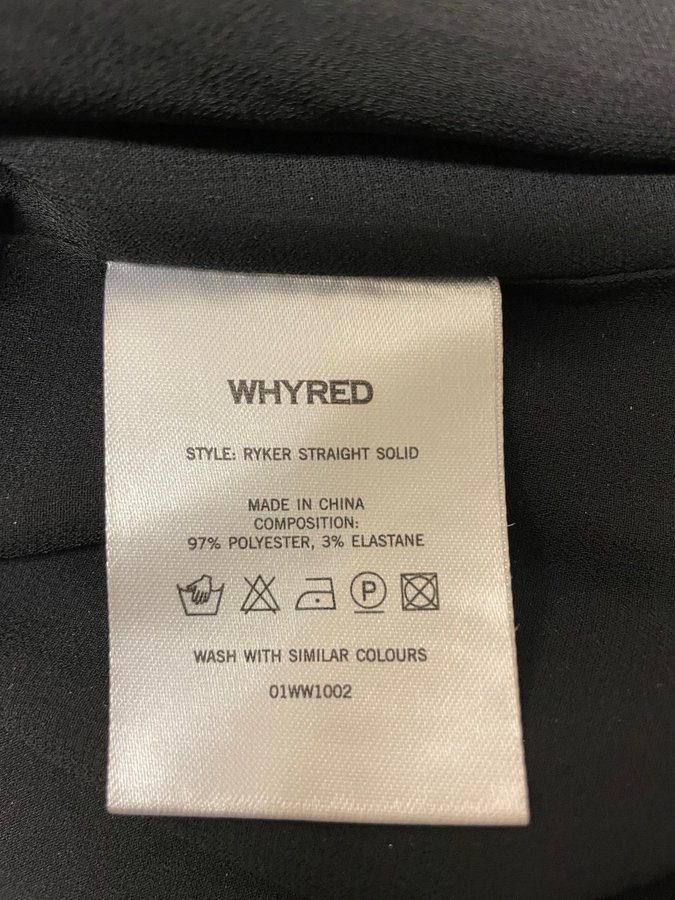 WHYRED
STYLE: RYKER STRAIGHT SOLID
MADE IN CHINA
COMPOSITION:
97% POLYESTER, 3% ELASTANE
P
WASH WITH SIMILAR COLOURS
01WW1002